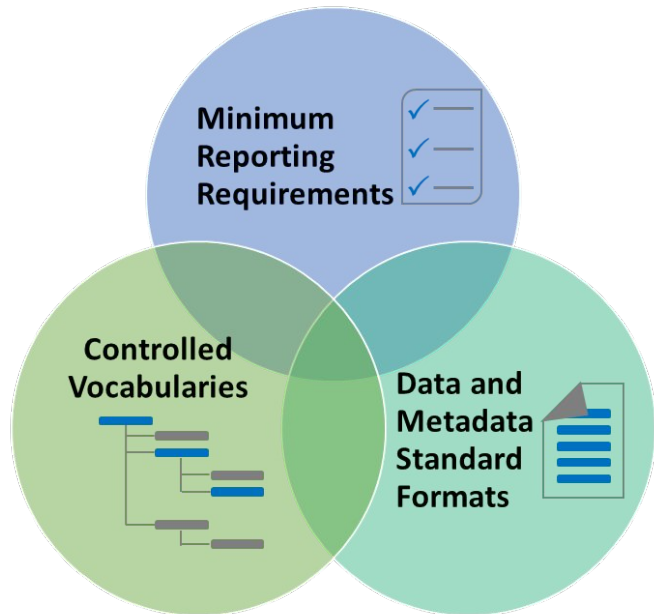 Minimum
Reporting
Requirements
Controlled
Vocabularies
Data and
Metadata
Standard
Formats